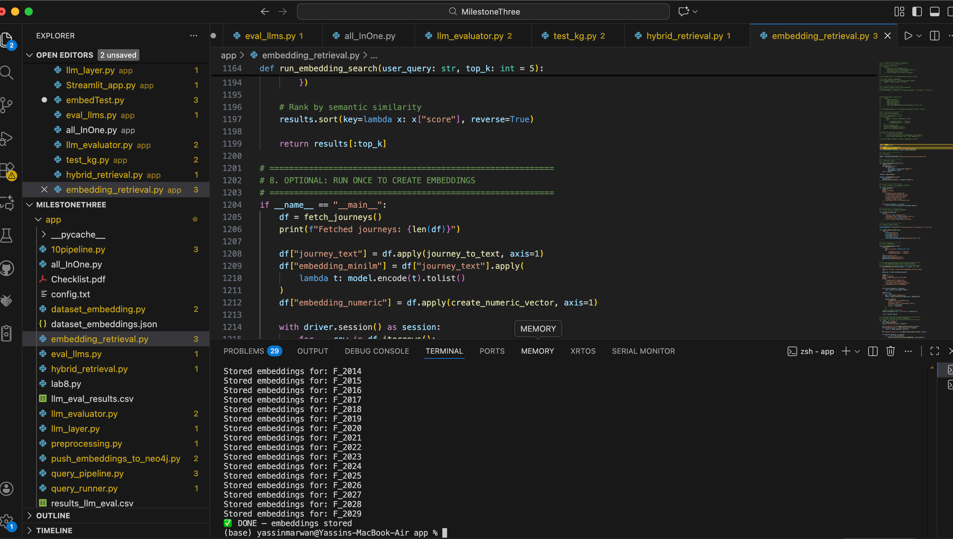 MilestoneThree
EXPLORER
OPEN EDITORS 2 unsaved
llm_layer.py app 1
Streamlit_app.py app 1
embedTest.py 3
eval_llms.py app 1
all_InOne.py app
llm_evaluator.py app 2
test_kg.py app 2
hybrid_retrieval.py app 1
embedding_retrieval.py app 3
MILESTONETHREE
app
__pycache__
10pipeline.py 3
all_InOne.py
Checklist.pdf
config.txt
dataset_embedding.py 2
{} dataset_embeddings.json
embedding_retrieval.py 3
eval_llms.py 1
hybrid_retrieval.py 1
lab8.py
llm_eval_results.csv
llm_evaluator.py 2
llm_layer.py 1
preprocessing.py 1
push_embeddings_to_neo4j.py 2
query_pipeline.py 3
query_runner.py 1
results_llm_eval.csv
OUTLINE
TIMELINE
2
1
eval_llms.py 1
all_InOne.py
llm_evaluator.py 2
test_kg.py 2
hybrid_retrieval.py 1
embedding_retrieval.py 3
app > embedding_retrieval.py > ...
1164 def run_embedding_search(user_query: str, top_k: int = 5):
1194 })
1195
1196 # Rank by semantic similarity
1197 results.sort(key=lambda x: x["score"], reverse=True)
1198
1199 return results[:top_k]
1200
1201 # ============================================================
1202 # 8. OPTIONAL: RUN ONCE TO CREATE EMBEDDINGS
1203 # ============================================================
1204 if __name__ == "__main__":
1205 df = fetch_journeys()
1206 print(f"Fetched journeys: {len(df)}")
1207
1208 df["journey_text"] = df.apply(journey_to_text, axis=1)
1209 df["embedding_minilm"] = df["journey_text"].apply(
1210 lambda t: model.encode(t).tolist()
1211 )
1212 df["embedding_numeric"] = df.apply(create_numeric_vector, axis=1)
1213
1214 with driver.session() as session:
MEMORY
PROBLEMS 29 OUTPUT DEBUG CONSOLE TERMINAL PORTS MEMORY XRTOS SERIAL MONITOR
zsh - app
Stored embeddings for: F_2014
Stored embeddings for: F_2015
Stored embeddings for: F_2016
Stored embeddings for: F_2017
Stored embeddings for: F_2018
Stored embeddings for: F_2019
Stored embeddings for: F_2020
Stored embeddings for: F_2021
Stored embeddings for: F_2022
Stored embeddings for: F_2023
Stored embeddings for: F_2024
Stored embeddings for: F_2025
Stored embeddings for: F_2026
Stored embeddings for: F_2027
Stored embeddings for: F_2028
Stored embeddings for: F_2029
✅ DONE — embeddings stored
(base) yassinmarwan@Yassins-MacBook-Air app %